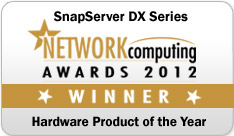 SnapServer DX Series
NETWORKcomputing
AWARDS 2012
WINNER
Hardware Product of the Year